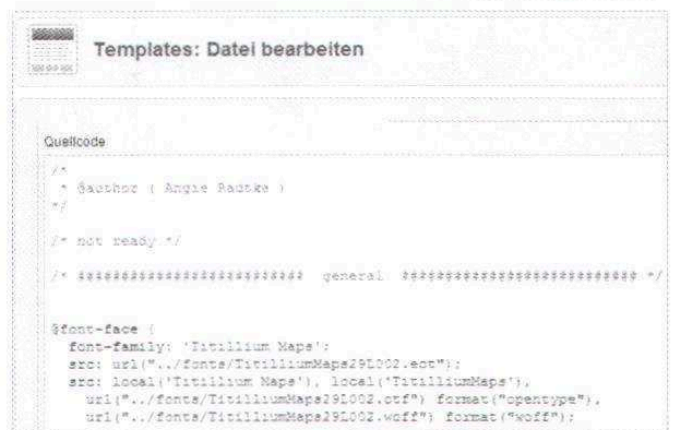 Templates: Datei bearbeiten
Quellcode
/*
 * @author ( Angie Radtke )
*/
/* not ready */
/* ########################## general ########################### */
@font-face {
  font-family: 'Titillium Maps';
  src: url("../fonts/TitilliumMaps29L002.eot");
  src: local('Titillium Maps'), local('TitilliumMaps'),
    url("../fonts/TitilliumMaps29L002.otf") format("opentype"),
    url("../fonts/TitilliumMaps29L002.woff") format("woff");